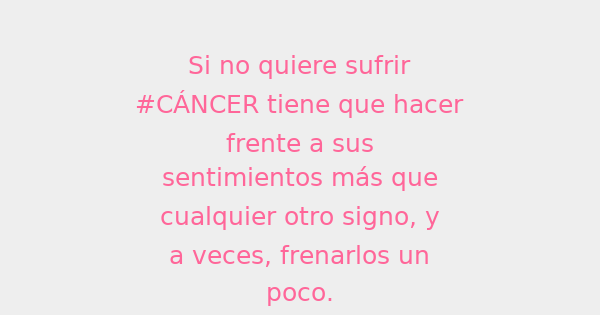 Si no quiere sufrir
#CÁNCER tiene que hacer
frente a sus
sentimientos más que
cualquier otro signo, y
a veces, frenarlos un
poco.